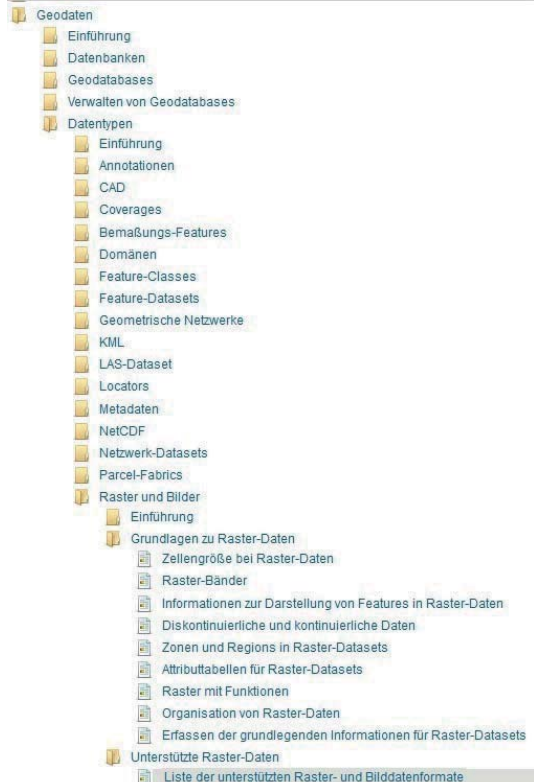 Geodaten
Einführung
Datenbanken
Geodatabases
Verwalten von Geodatabases
Datentypen
Einführung
Annotationen
CAD
Coverages
Bemaßungs-Features
Domänen
Feature-Classes
Feature-Datasets
Geometrische Netzwerke
KML
LAS-Dataset
Locators
Metadaten
NetCDF
Netzwerk-Datasets
Parcel-Fabrics
Raster und Bilder
Einführung
Grundlagen zu Raster-Daten
Zellengröße bei Raster-Daten
Raster-Bänder
Informationen zur Darstellung von Features in Raster-Daten
Diskontinuierliche und kontinuierliche Daten
Zonen und Regions in Raster-Datasets
Attributtabellen für Raster-Datasets
Raster mit Funktionen
Organisation von Raster-Daten
Erfassen der grundlegenden Informationen für Raster-Datasets
Unterstützte Raster-Daten
Liste der unterstützten Raster- und Bilddatenformate